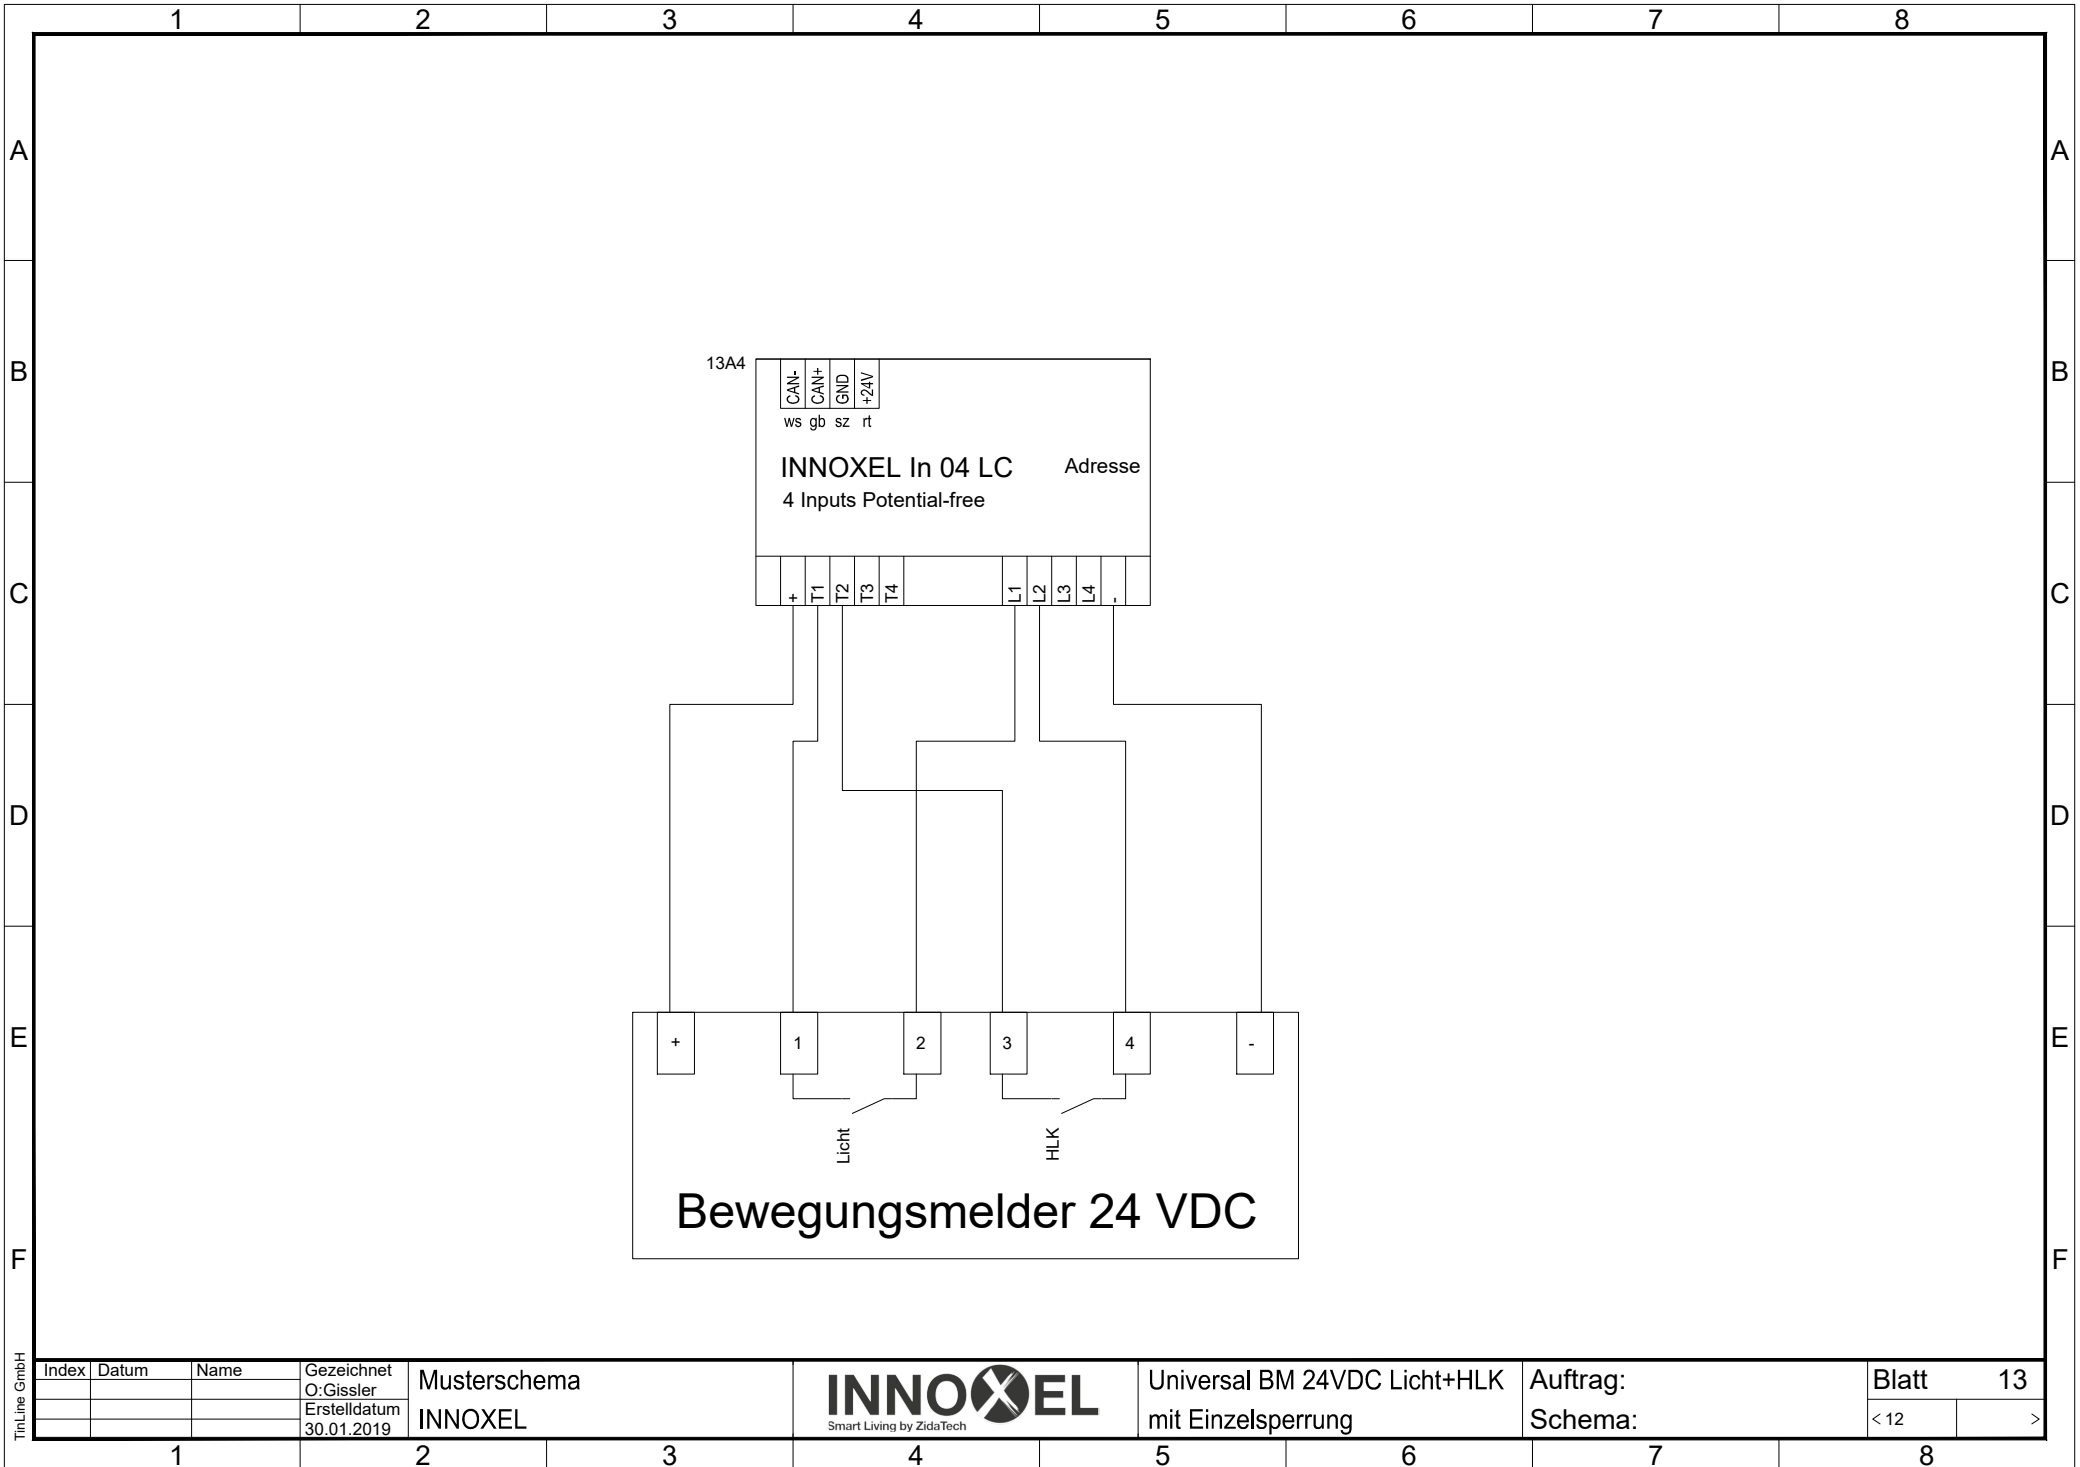 1 2 3 4 5 6 7 8
A A
B B
C C
D D
E E
F F
13A4
CAN- CAN+ GND +24V
ws gb sz rt
INNOXEL In 04 LC Adresse
4 Inputs Potential-free
+ T1 T2 T3 T4 L1 L2 L3 L4 -
+ 1 2 3 4 -
Licht HLK
Bewegungsmelder 24 VDC
TinLine GmbH
Index Datum Name
Gezeichnet
O:Gissler
Erstelldatum
30.01.2019
Musterschema
INNOXEL
INNOXEL
Smart Living by ZidaTech
Universal BM 24VDC Licht+HLK
mit Einzelsperrung
Auftrag:
Schema:
Blatt 13
< 12 >
1 2 3 4 5 6 7 8